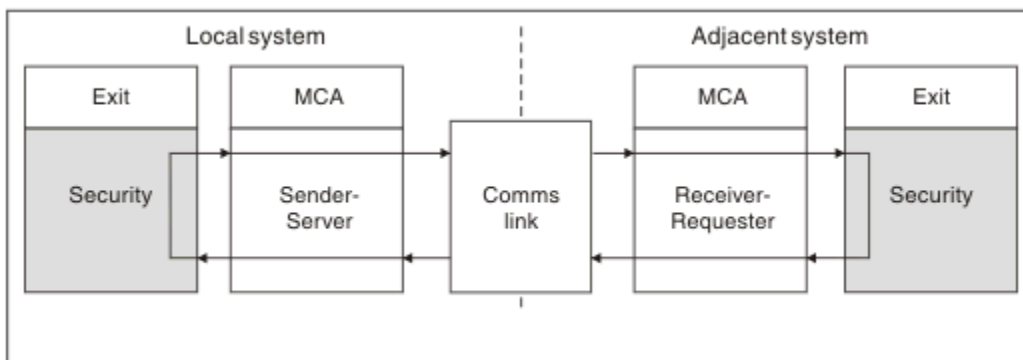 Local system
Adjacent system
Exit
MCA
MCA
Exit
Security
Sender-
Server
Comms
link
Receiver-
Requester
Security